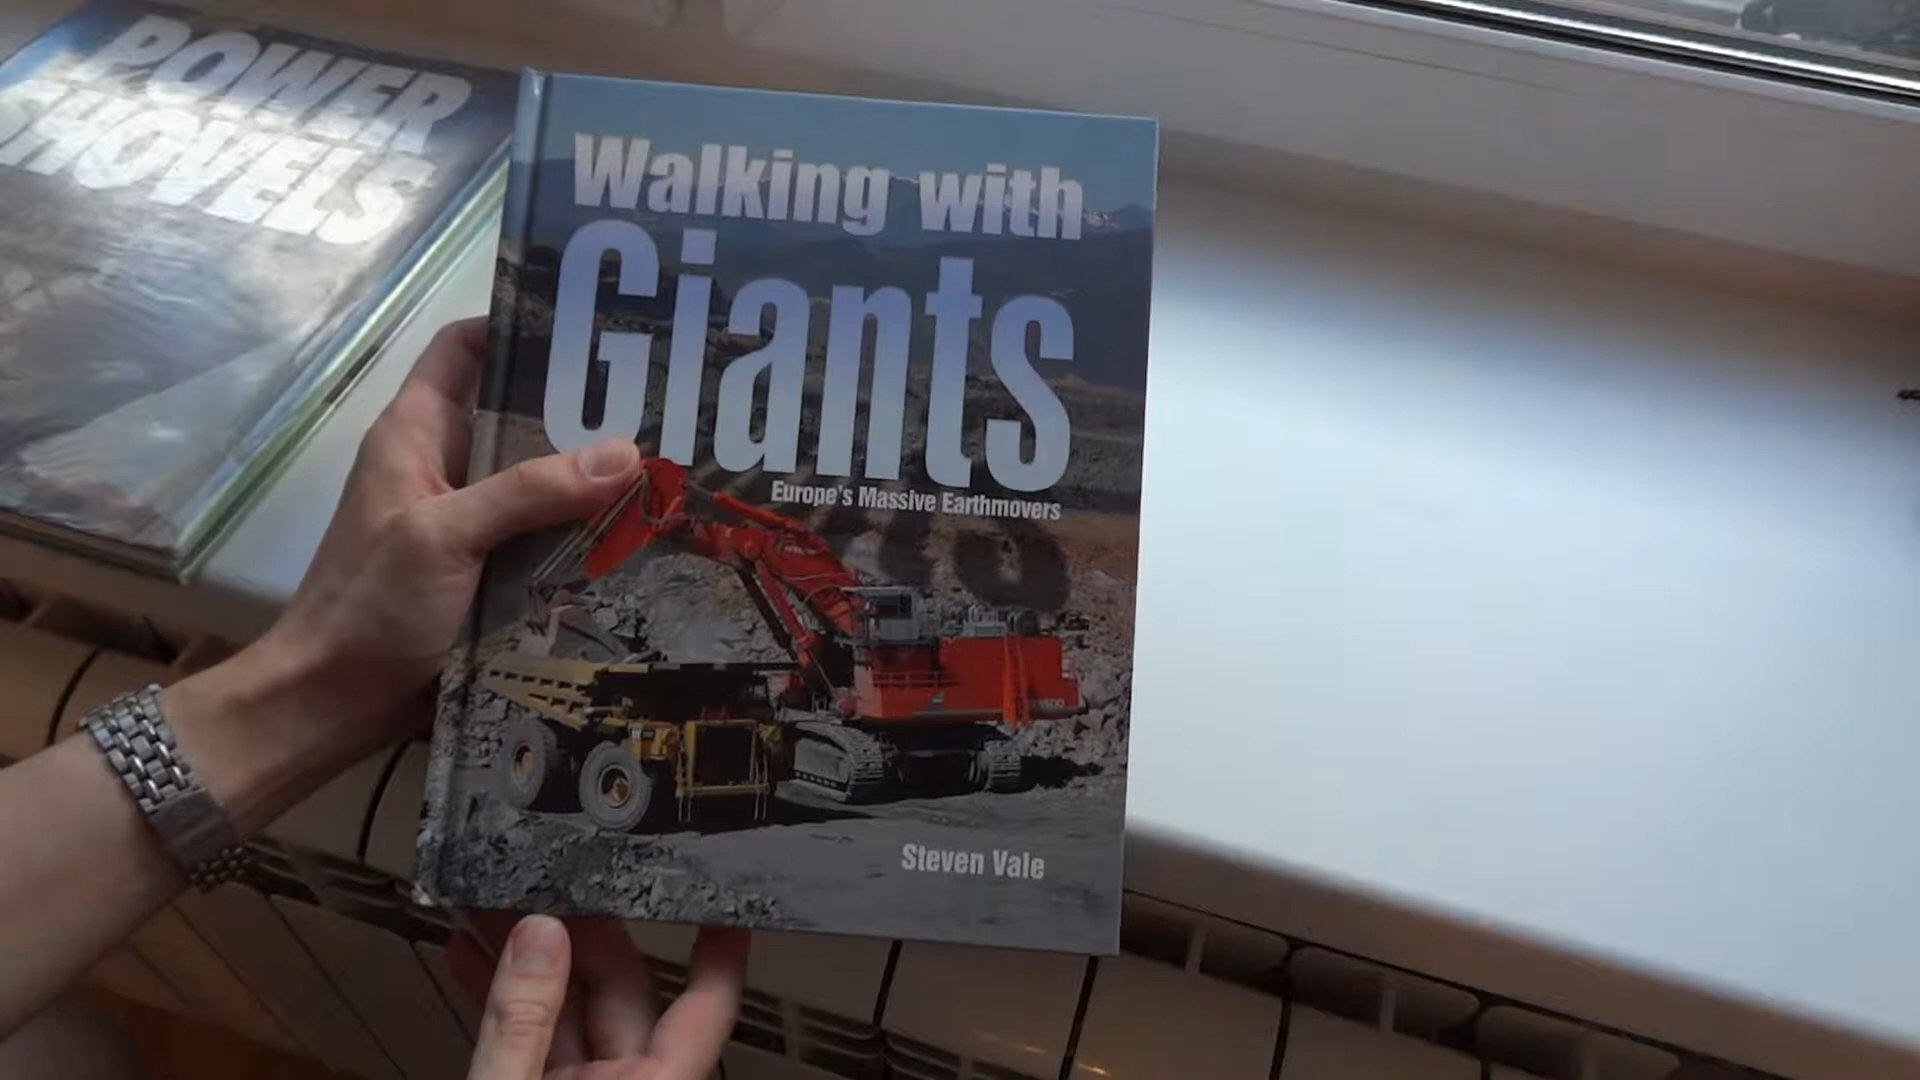 POWER
SHOVELS
Walking with
Giants
Europe's Massive Earthmovers
Steven Vale